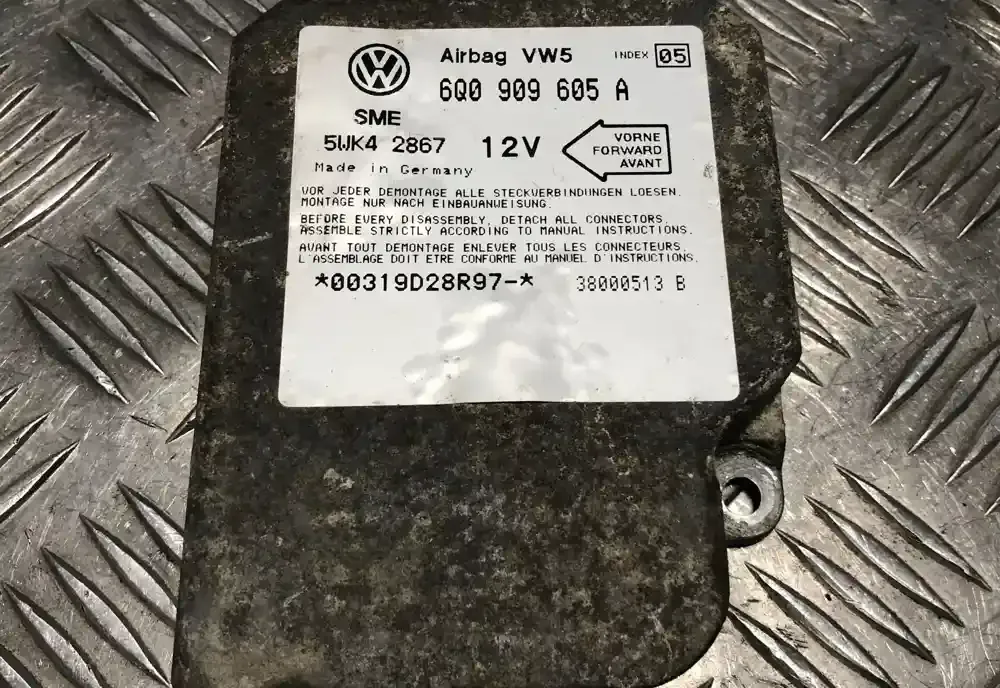 Airbag VW5 INDEX 05
6Q0 909 605 A
SME
5WK4 2867 12V
VORNE
FORWARD
AVANT
Made in Germany
VOR JEDER DEMONTAGE ALLE STECKVERBINDUNGEN LOESEN.
MONTAGE NUR NACH EINBAUANWEISUNG.
BEFORE EVERY DISASSEMBLY, DETACH ALL CONNECTORS.
ASSEMBLE STRICTLY ACCORDING TO MANUAL INSTRUCTIONS.
AVANT TOUT DEMONTAGE ENLEVER TOUS LES CONNECTEURS.
L'ASSEMBLAGE DOIT ETRE CONFORME AU MANUEL D'INSTRUCTIONS.
*00319D28R97-* 38000513 B